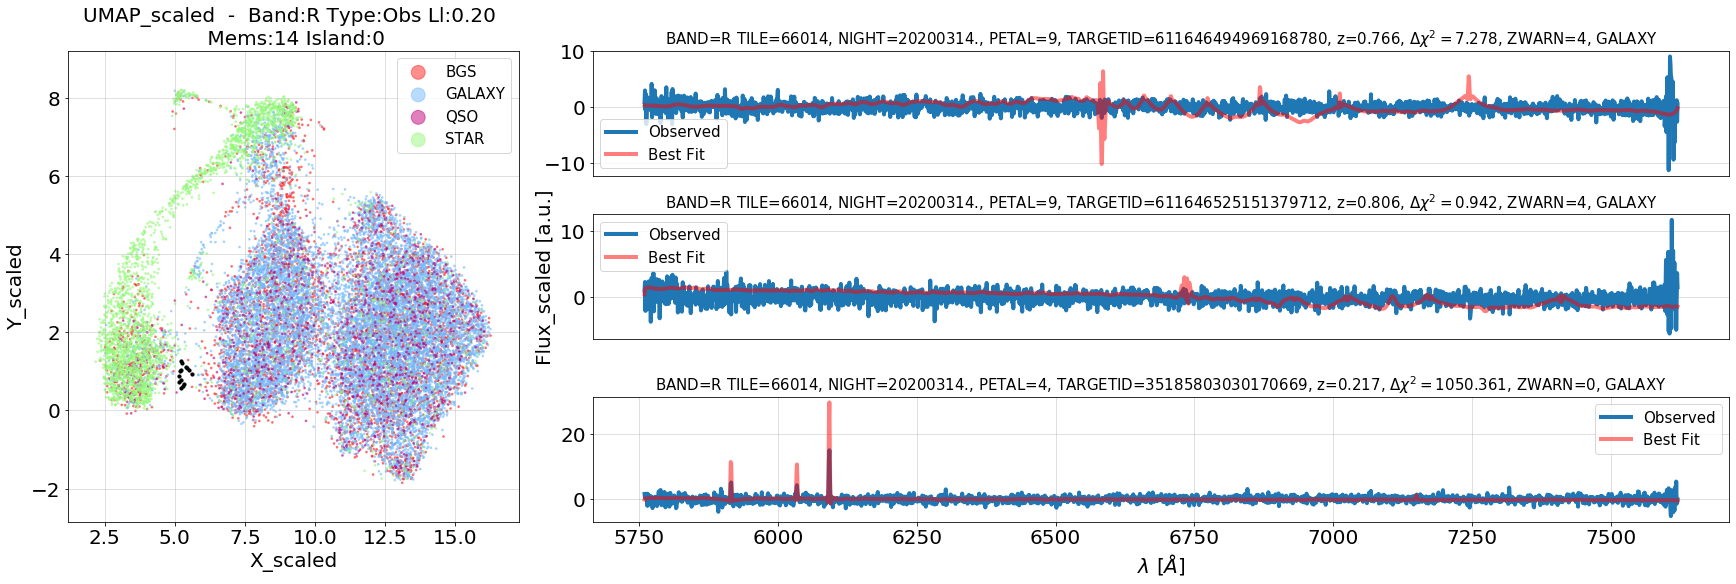 UMAP_scaled - Band:R Type:Obs Ll:0.20
Mems:14 Island:0
BGS
GALAXY
QSO
STAR
8
6
4
2
0
−2
Y_scaled
2.5 5.0 7.5 10.0 12.5 15.0
X_scaled
BAND=R TILE=66014, NIGHT=20200314., PETAL=9, TARGETID=611646494969168780, z=0.766, Δχ² = 7.278, ZWARN=4, GALAXY
10
0
−10
Observed
Best Fit
BAND=R TILE=66014, NIGHT=20200314., PETAL=9, TARGETID=611646525151379712, z=0.806, Δχ² = 0.942, ZWARN=4, GALAXY
10
0
Observed
Best Fit
Flux_scaled [a.u.]
BAND=R TILE=66014, NIGHT=20200314., PETAL=4, TARGETID=35185803030170669, z=0.217, Δχ² = 1050.361, ZWARN=0, GALAXY
20
0
Observed
Best Fit
5750 6000 6250 6500 6750 7000 7250 7500
λ [Å]